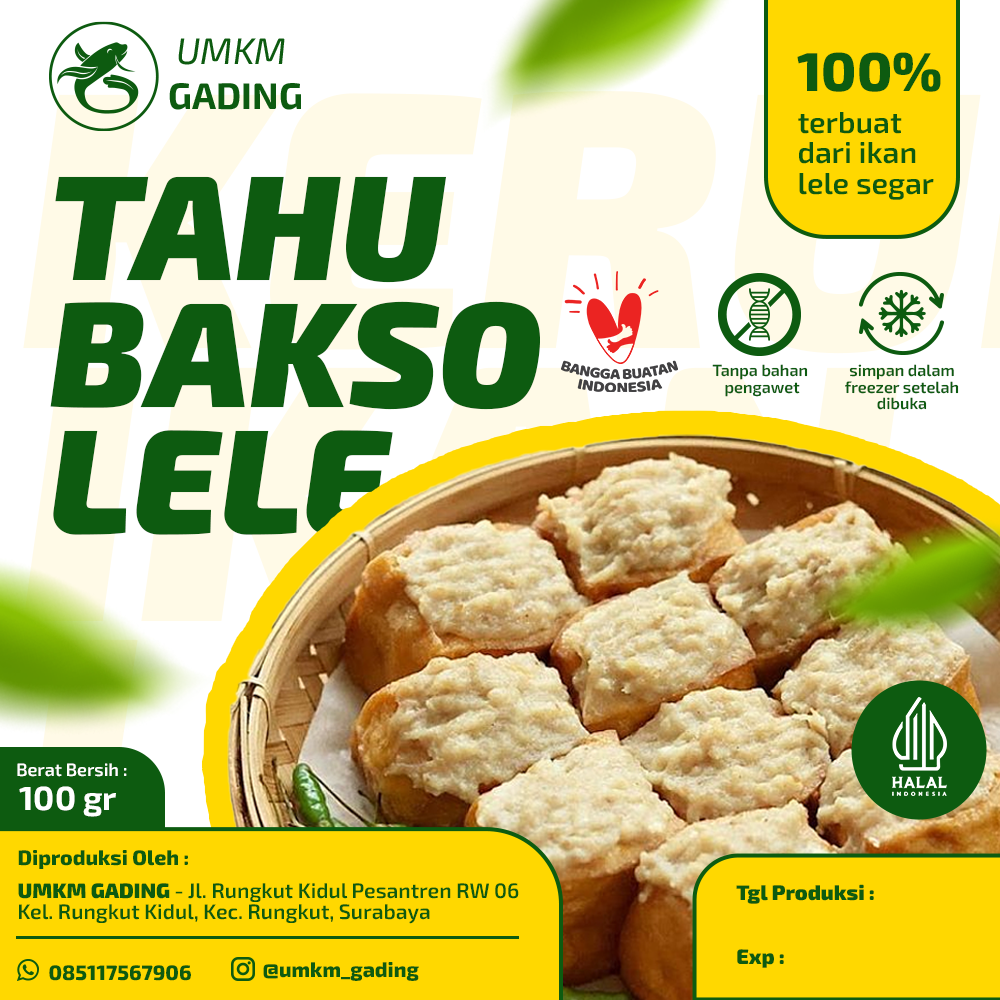 UMKM
GADING
100%
terbuat
dari ikan
lele segar
TAHU
BAKSO
LELE
BANGGA BUATAN
INDONESIA
Tanpa bahan
pengawet
simpan dalam
freezer setelah
dibuka
HALAL
INDONESIA
Berat Bersih :
100 gr
Diproduksi Oleh :
UMKM GADING - Jl. Rungkut Kidul Pesantren RW 06
Kel. Rungkut Kidul, Kec. Rungkut, Surabaya
085117567906
@umkm_gading
Tgl Produksi :
Exp :